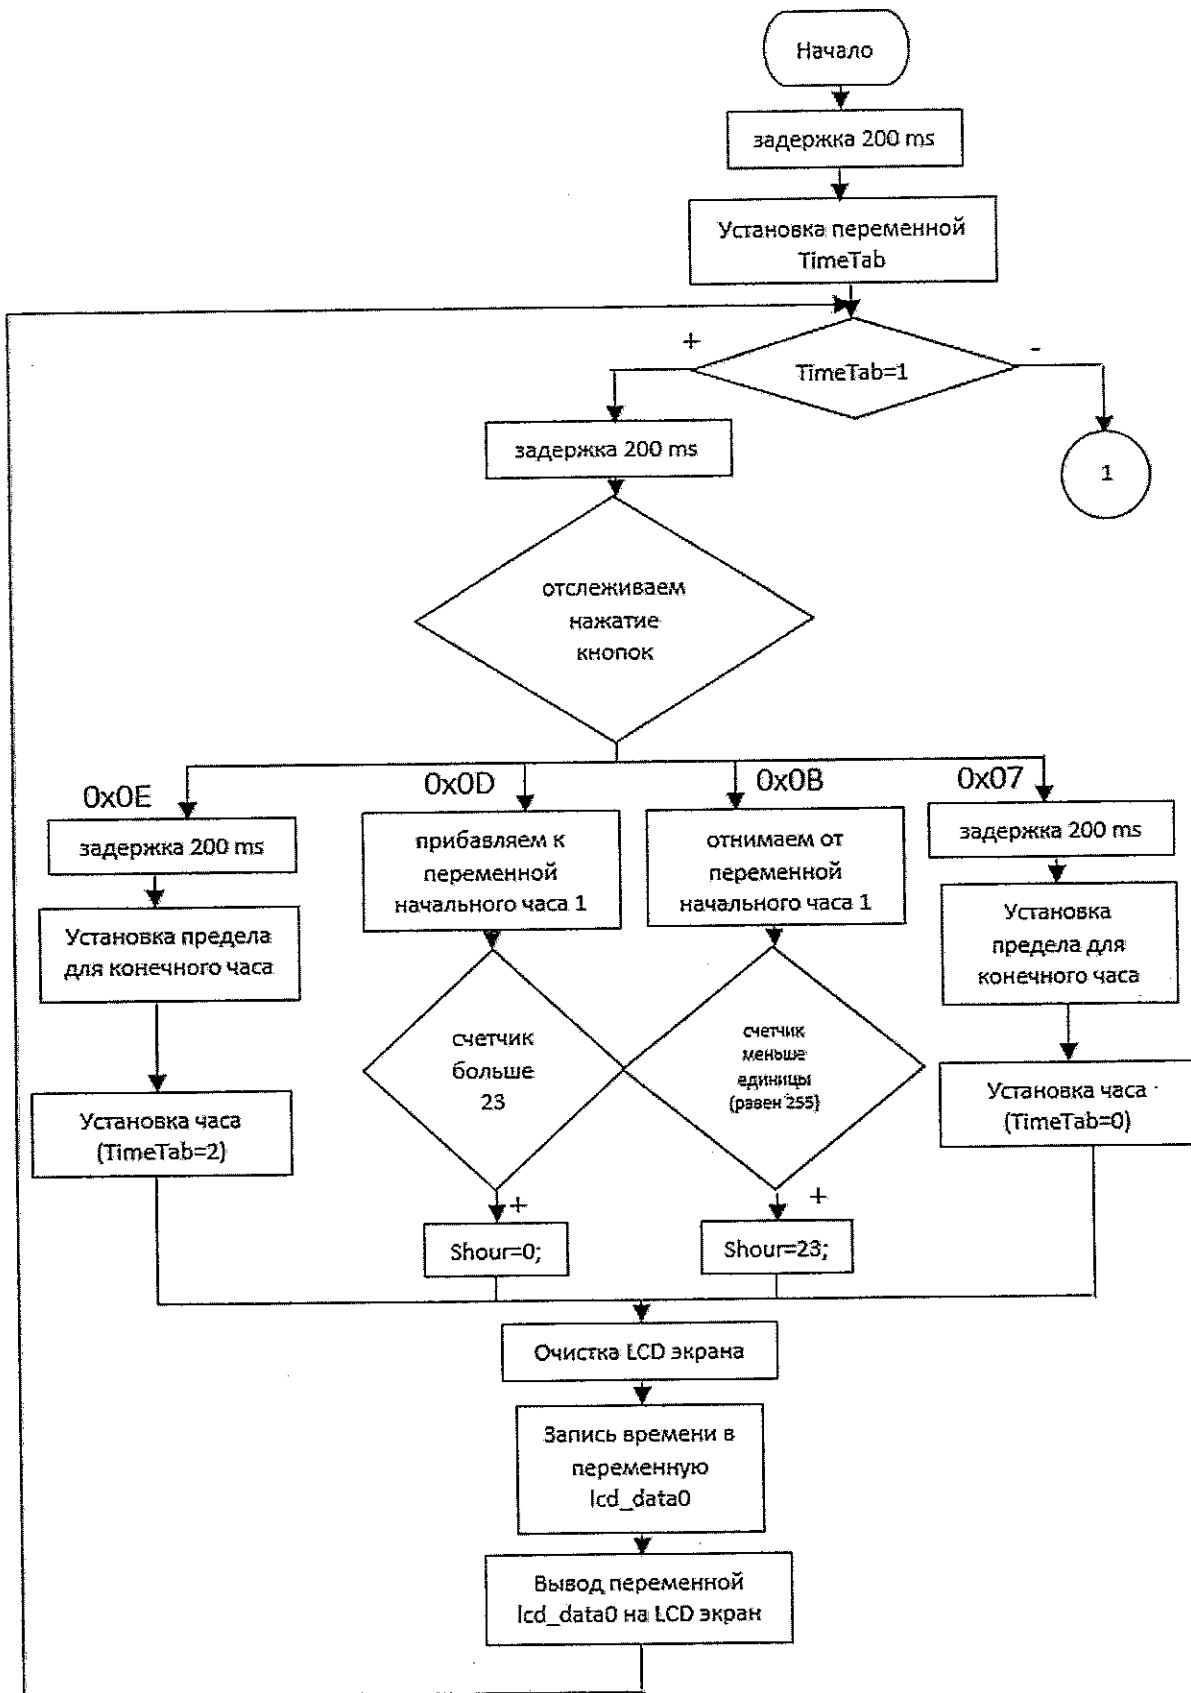 Начало
задержка 200 ms
Установка переменной
TimeTab
+
-
TimeTab=1
задержка 200 ms
1
отслеживаем
нажатие
кнопок
0x0E
0x0D
0x0B
0x07
задержка 200 ms
прибавляем к
переменной
начального часа 1
отнимаем от
переменной
начального часа 1
задержка 200 ms
Установка предела
для конечного часа
Установка
предела для
конечного часа
счетчик
больше
23
счетчик
меньше
единицы
(равен 255)
Установка часа
(TimeTab=2)
Установка часа
(TimeTab=0)
+
+
Shour=0;
Shour=23;
Очистка LCD экрана
Запись времени в
переменную
lcd_data0
Вывод переменной
lcd_data0 на LCD экран